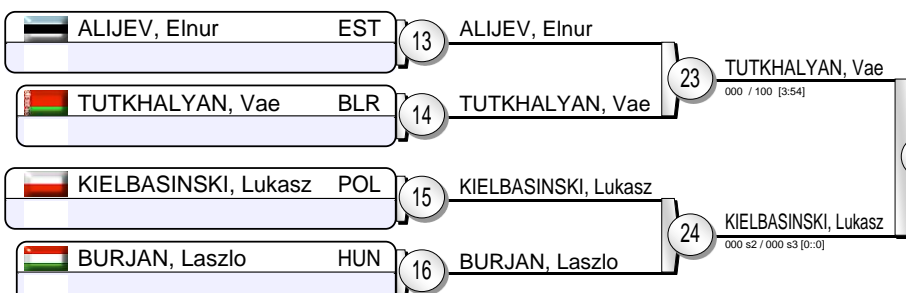 ALIJEV, Elnur EST 13 ALIJEV, Elnur
23 TUTKHALYAN, Vae
000 / 100 [3:54]
TUTKHALYAN, Vae BLR 14 TUTKHALYAN, Vae
KIELBASINSKI, Lukasz POL 15 KIELBASINSKI, Lukasz
24 KIELBASINSKI, Lukasz
000 s2 / 000 s3 [0::0]
BURJAN, Laszlo HUN 16 BURJAN, Laszlo